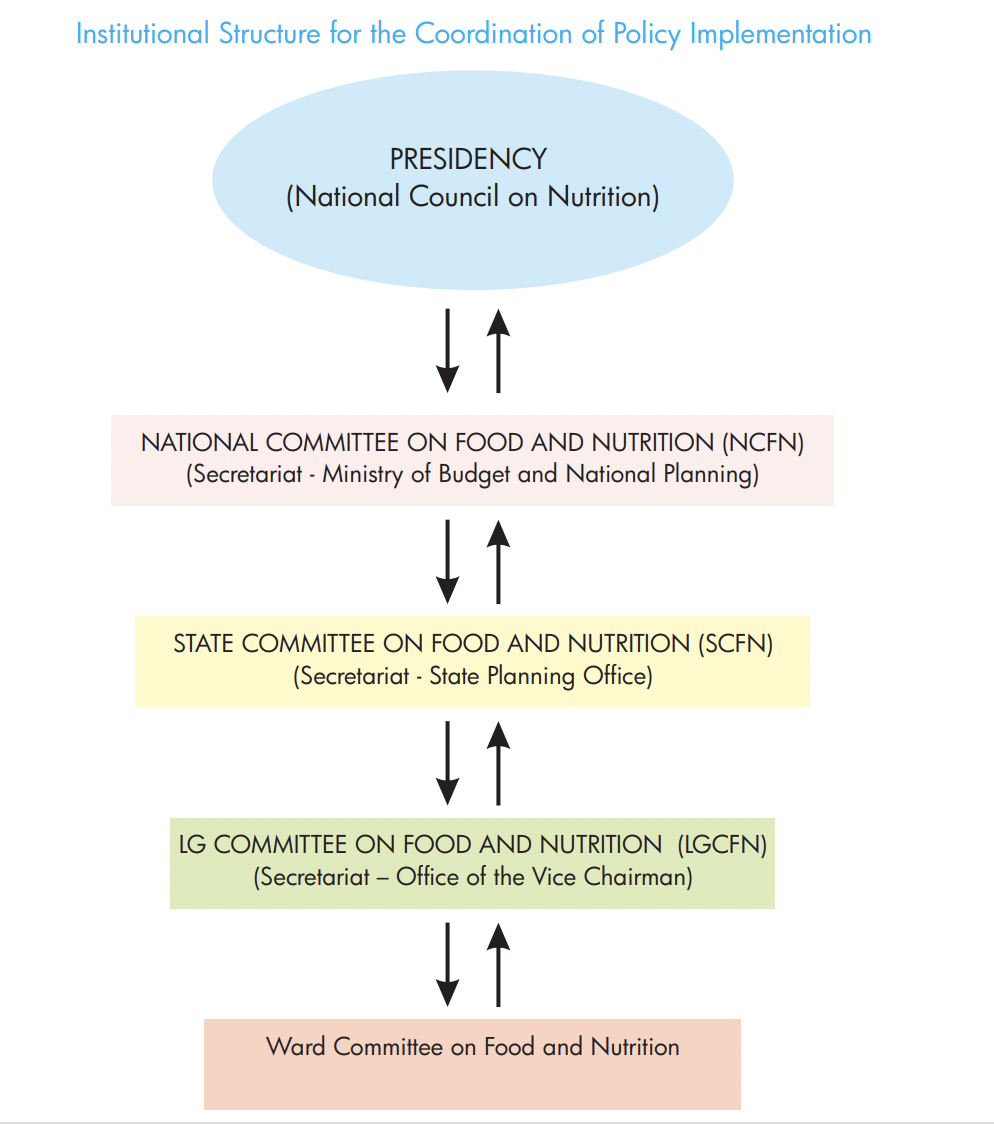 Institutional Structure for the Coordination of Policy Implementation
PRESIDENCY
(National Council on Nutrition)
NATIONAL COMMITTEE ON FOOD AND NUTRITION (NCFN)
(Secretariat - Ministry of Budget and National Planning)
STATE COMMITTEE ON FOOD AND NUTRITION (SCFN)
(Secretariat - State Planning Office)
LG COMMITTEE ON FOOD AND NUTRITION (LGCFN)
(Secretariat – Office of the Vice Chairman)
Ward Committee on Food and Nutrition